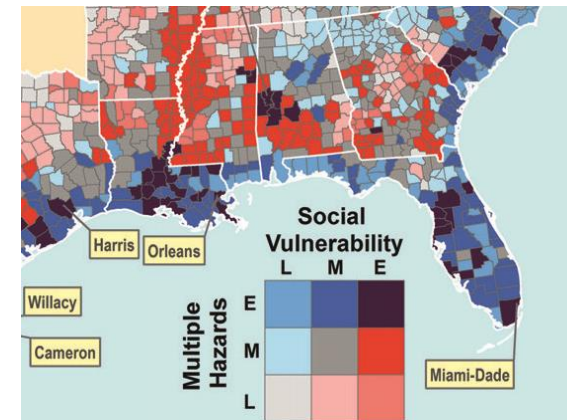 Harris
Orleans
Willacy
Cameron
Miami-Dade
Social
Vulnerability
L M E
Multiple
Hazards
E
M
L